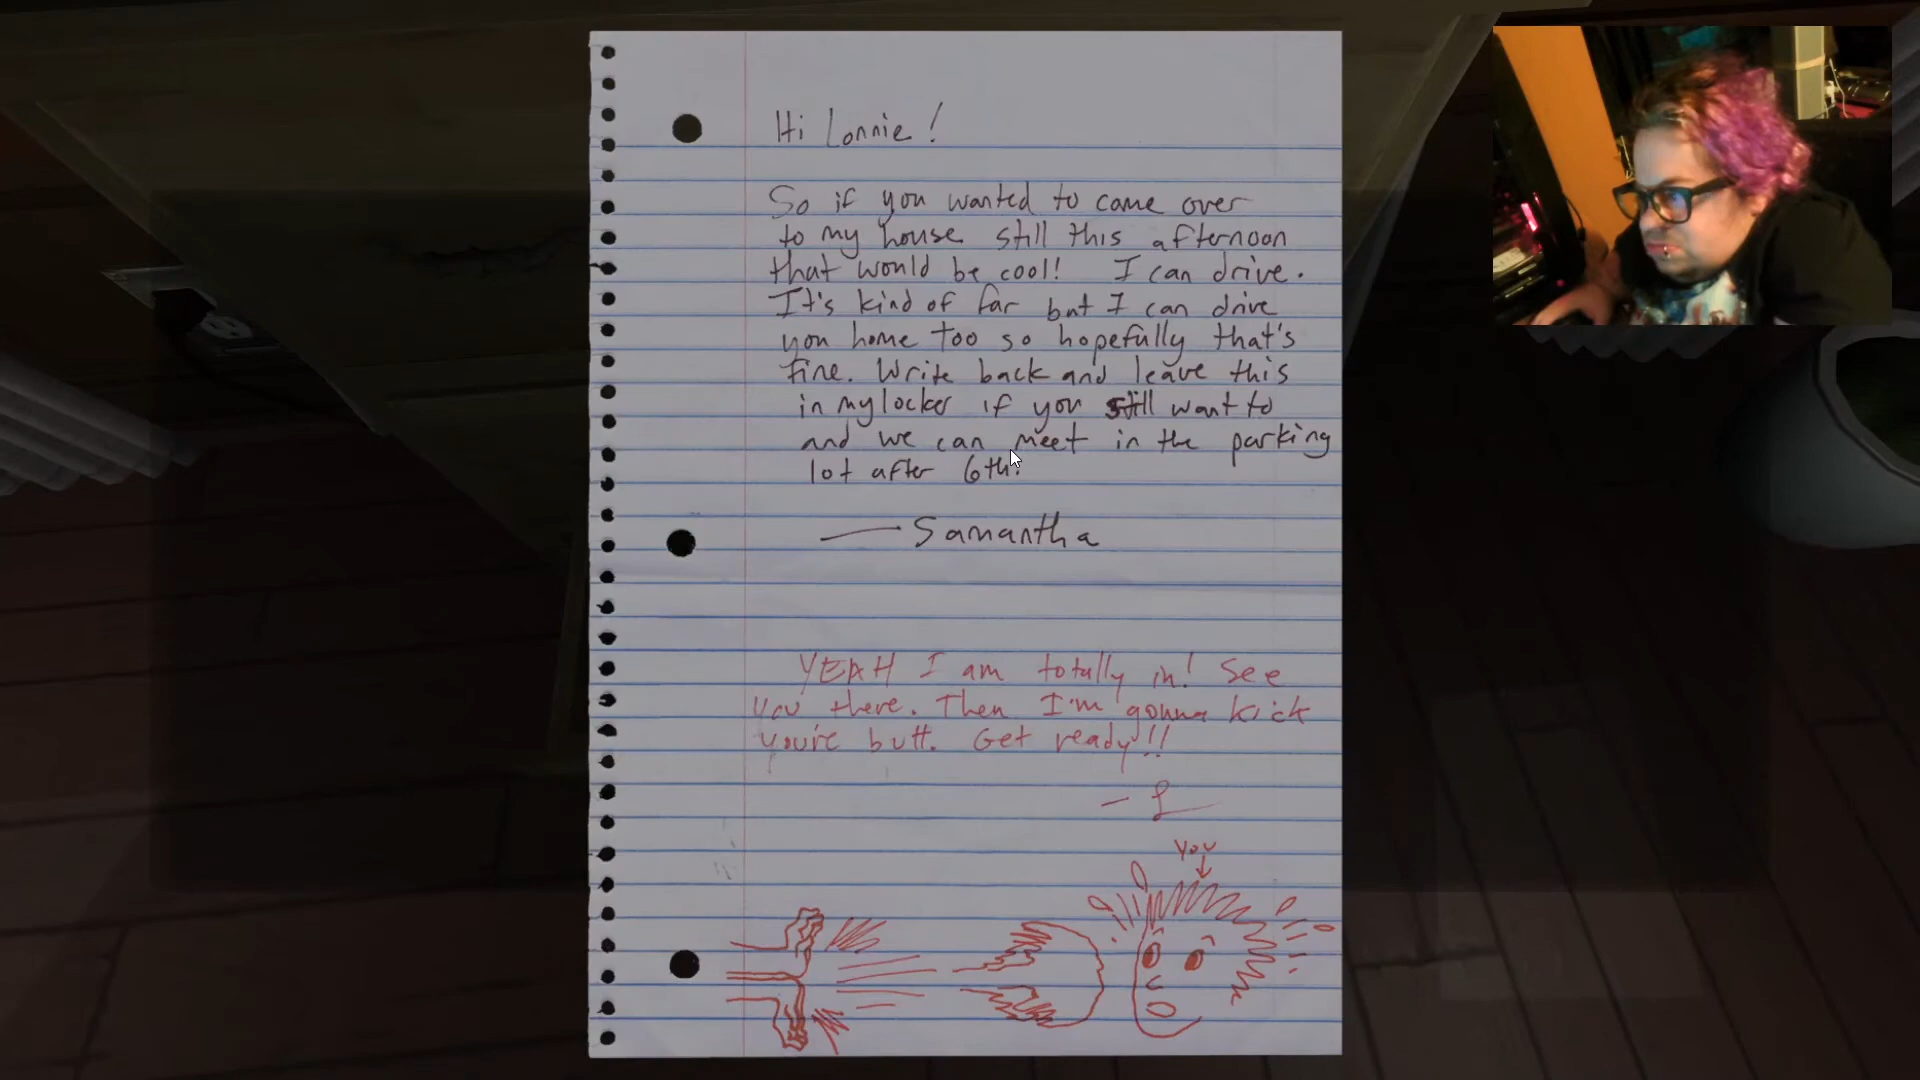 Hi Lonnie!
So if you wanted to come over
to my house still this afternoon
that would be cool! I can drive.
It's kind of far but I can drive
you home too so hopefully that's
fine. Write back and leave this
in my locker if you still want to
and we can meet in the parking
lot after 6th!
— Samantha
YEAH I am totally in! See
you there. Then I'm gonna kick
you're butt. Get ready!!
- L
You